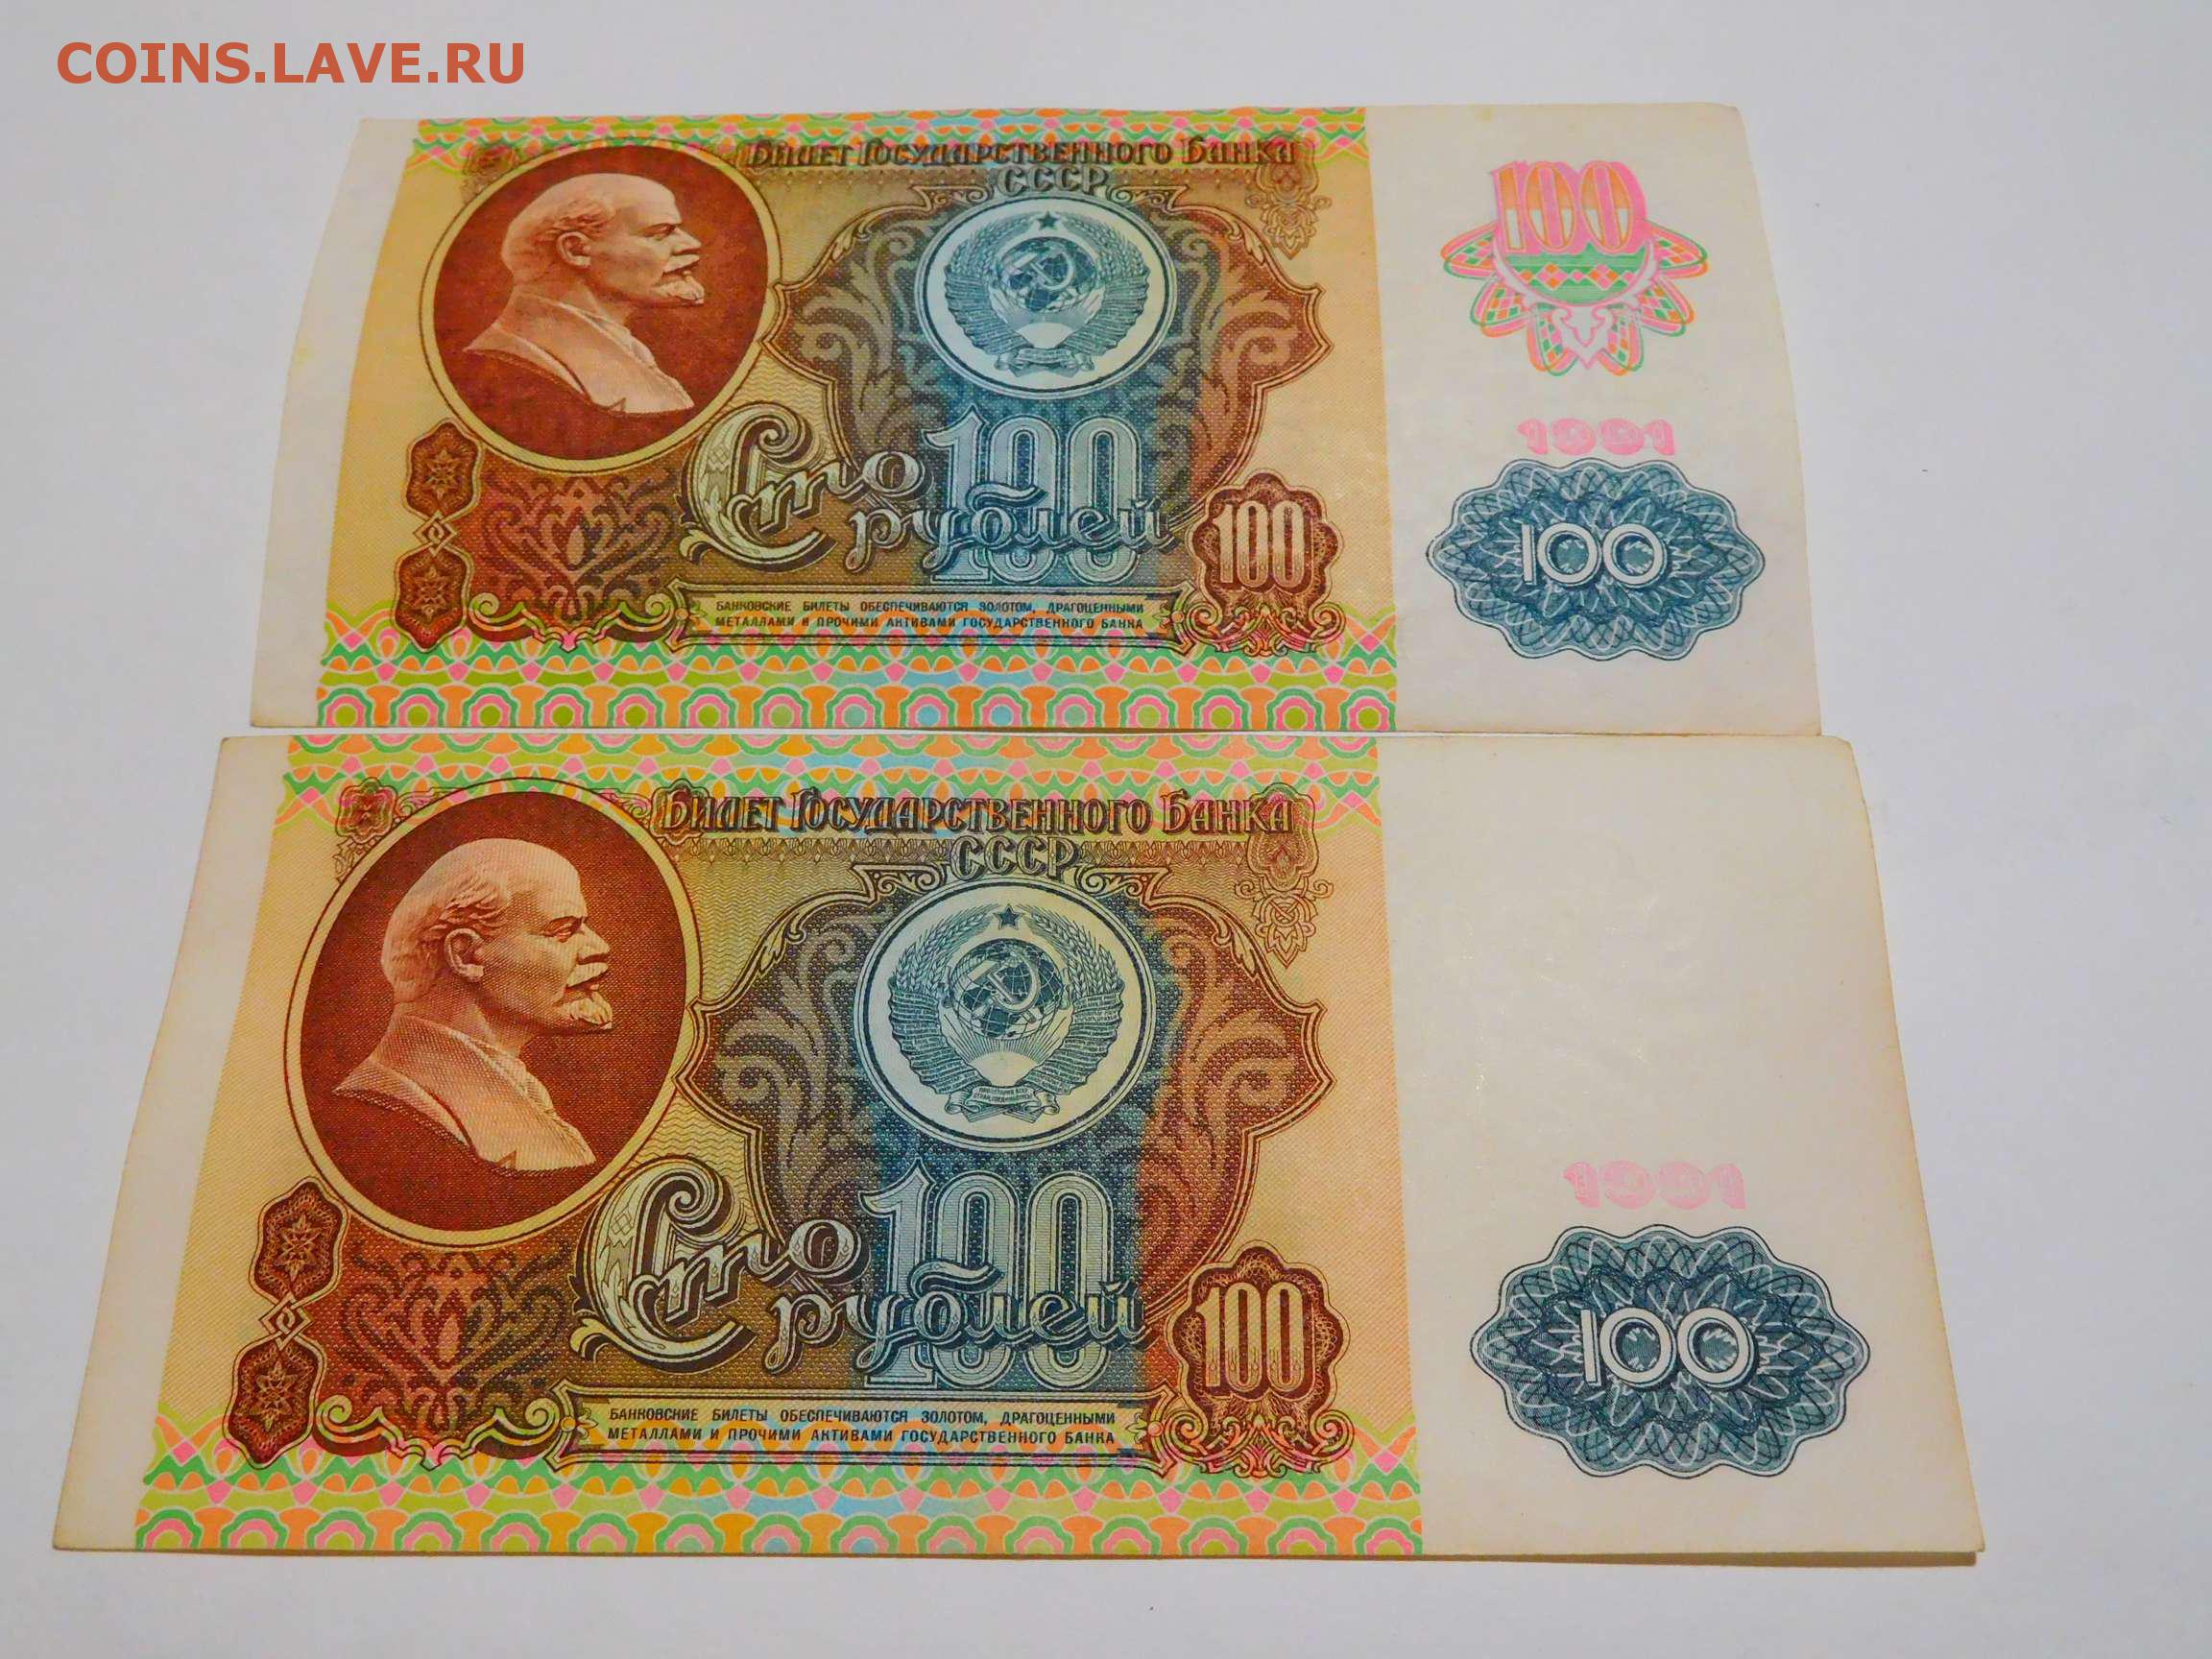 COINS.LAVE.RU
Билет Государственного Банка
СССР
100
1991
Сто
100
рублей
100
100
БАНКОВСКИЕ БИЛЕТЫ ОБЕСПЕЧИВАЮТСЯ ЗОЛОТОМ, ДРАГОЦЕННЫМИ
МЕТАЛЛАМИ И ПРОЧИМИ АКТИВАМИ ГОСУДАРСТВЕННОГО БАНКА
Билет Государственного Банка
СССР
1991
Сто
100
рублей
100
100
БАНКОВСКИЕ БИЛЕТЫ ОБЕСПЕЧИВАЮТСЯ ЗОЛОТОМ, ДРАГОЦЕННЫМИ
МЕТАЛЛАМИ И ПРОЧИМИ АКТИВАМИ ГОСУДАРСТВЕННОГО БАНКА